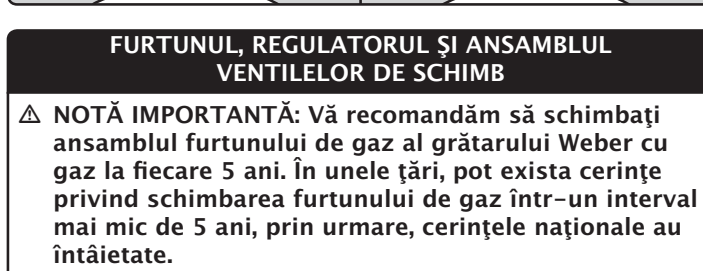 FURTUNUL, REGULATORUL ŞI ANSAMBLUL
VENTILELOR DE SCHIMB
⚠ NOTĂ IMPORTANTĂ: Vă recomandăm să schimbaţi
ansamblul furtunului de gaz al grătarului Weber cu
gaz la fiecare 5 ani. În unele ţări, pot exista cerinţe
privind schimbarea furtunului de gaz într-un interval
mai mic de 5 ani, prin urmare, cerinţele naţionale au
întâietate.